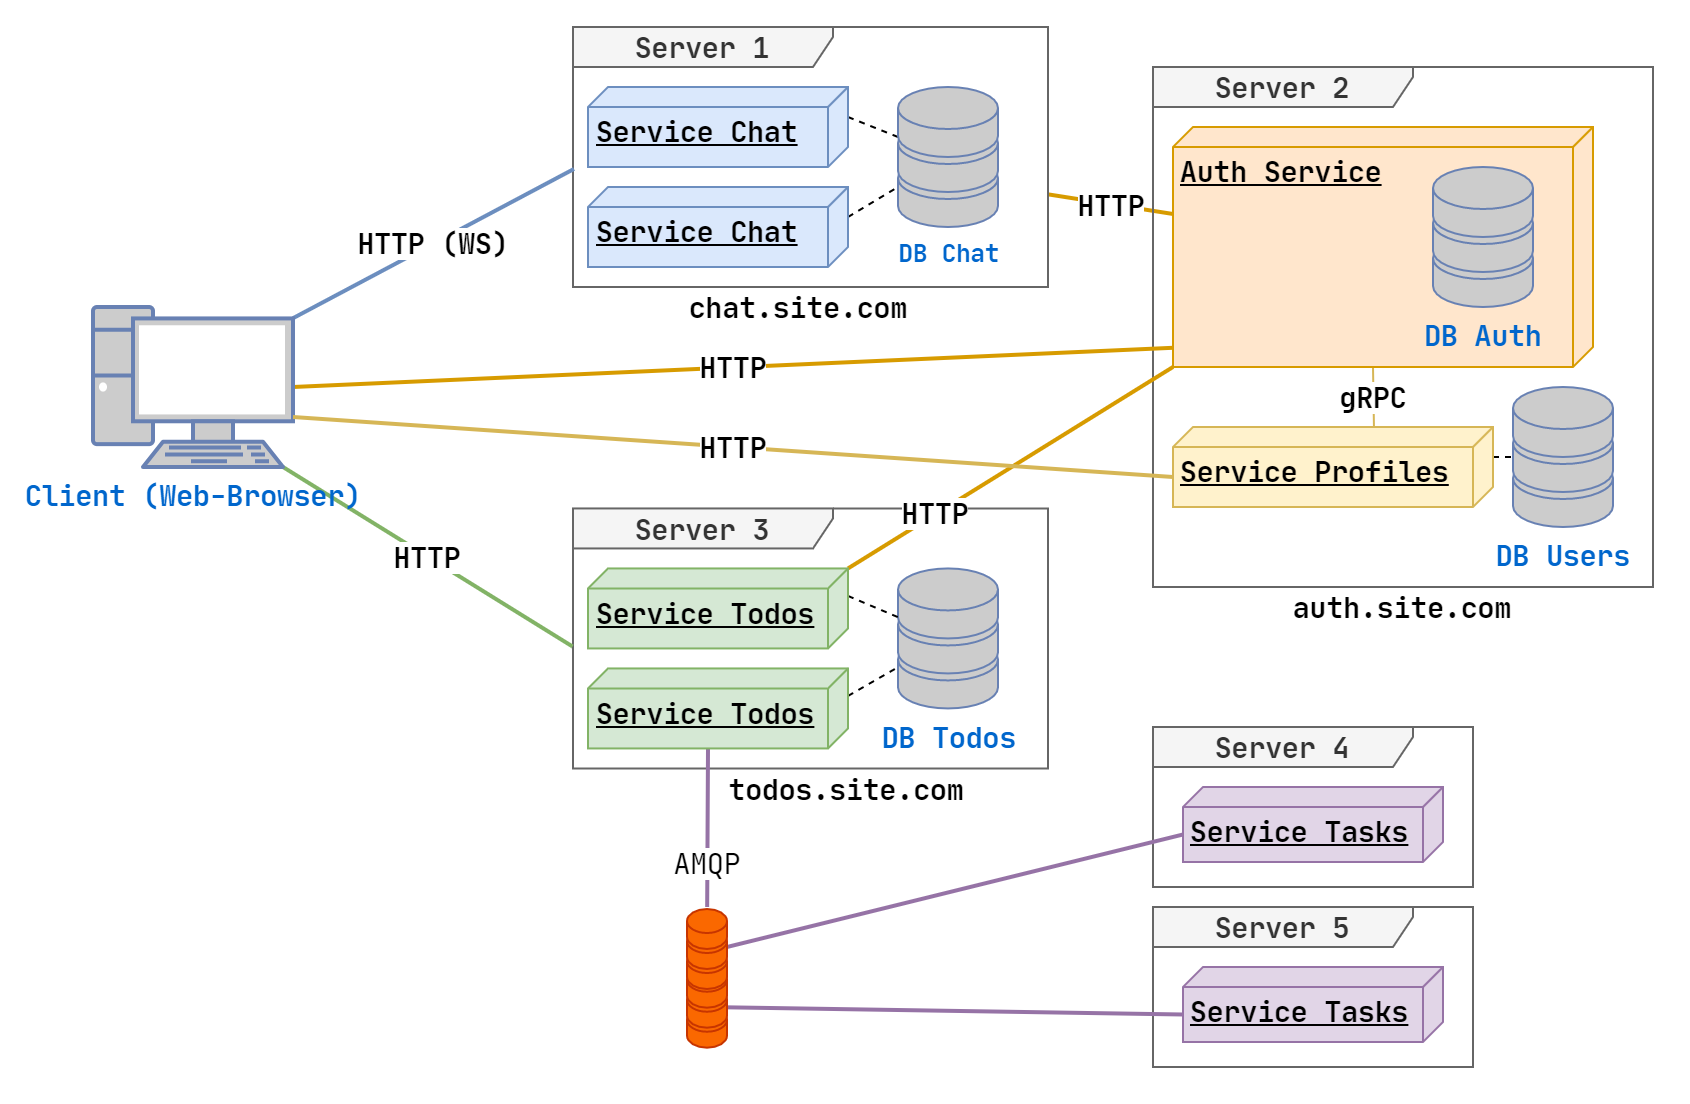 Server 1
Service Chat
Service Chat
DB Chat
chat.site.com
HTTP (WS)
HTTP
Server 2
Auth Service
DB Auth
gRPC
Service Profiles
DB Users
auth.site.com
HTTP
HTTP
Client (Web-Browser)
HTTP
HTTP
Server 3
Service Todos
Service Todos
DB Todos
todos.site.com
AMQP
Server 4
Service Tasks
Server 5
Service Tasks